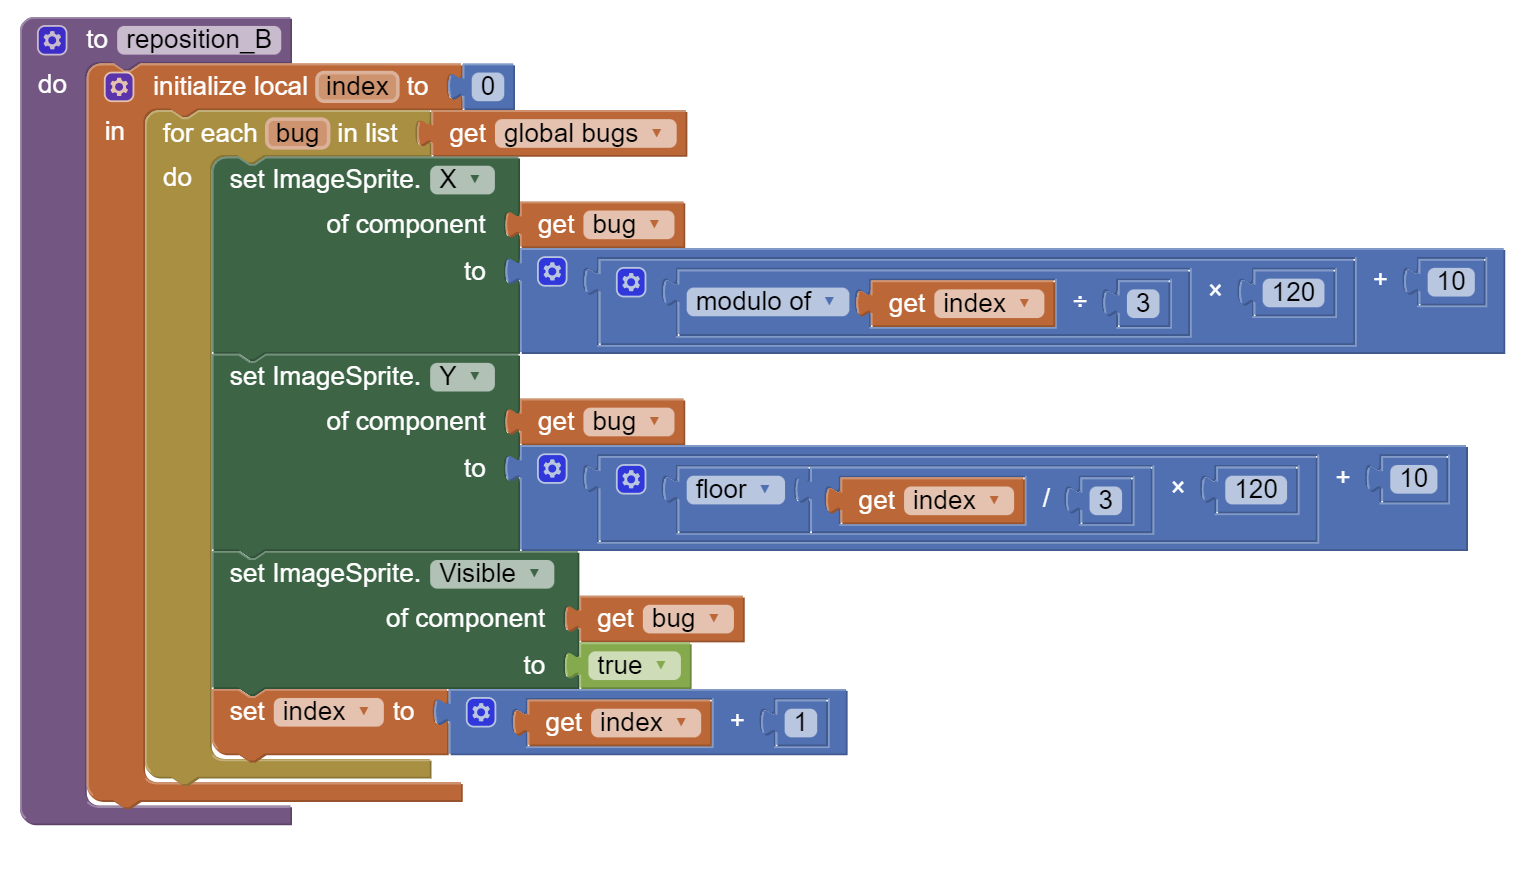 to reposition_B
do initialize local index to 0
in for each bug in list get global bugs
do set ImageSprite. X
of component get bug
to modulo of get index ÷ 3 × 120 + 10
set ImageSprite. Y
of component get bug
to floor get index / 3 × 120 + 10
set ImageSprite. Visible
of component get bug
to true
set index to get index + 1